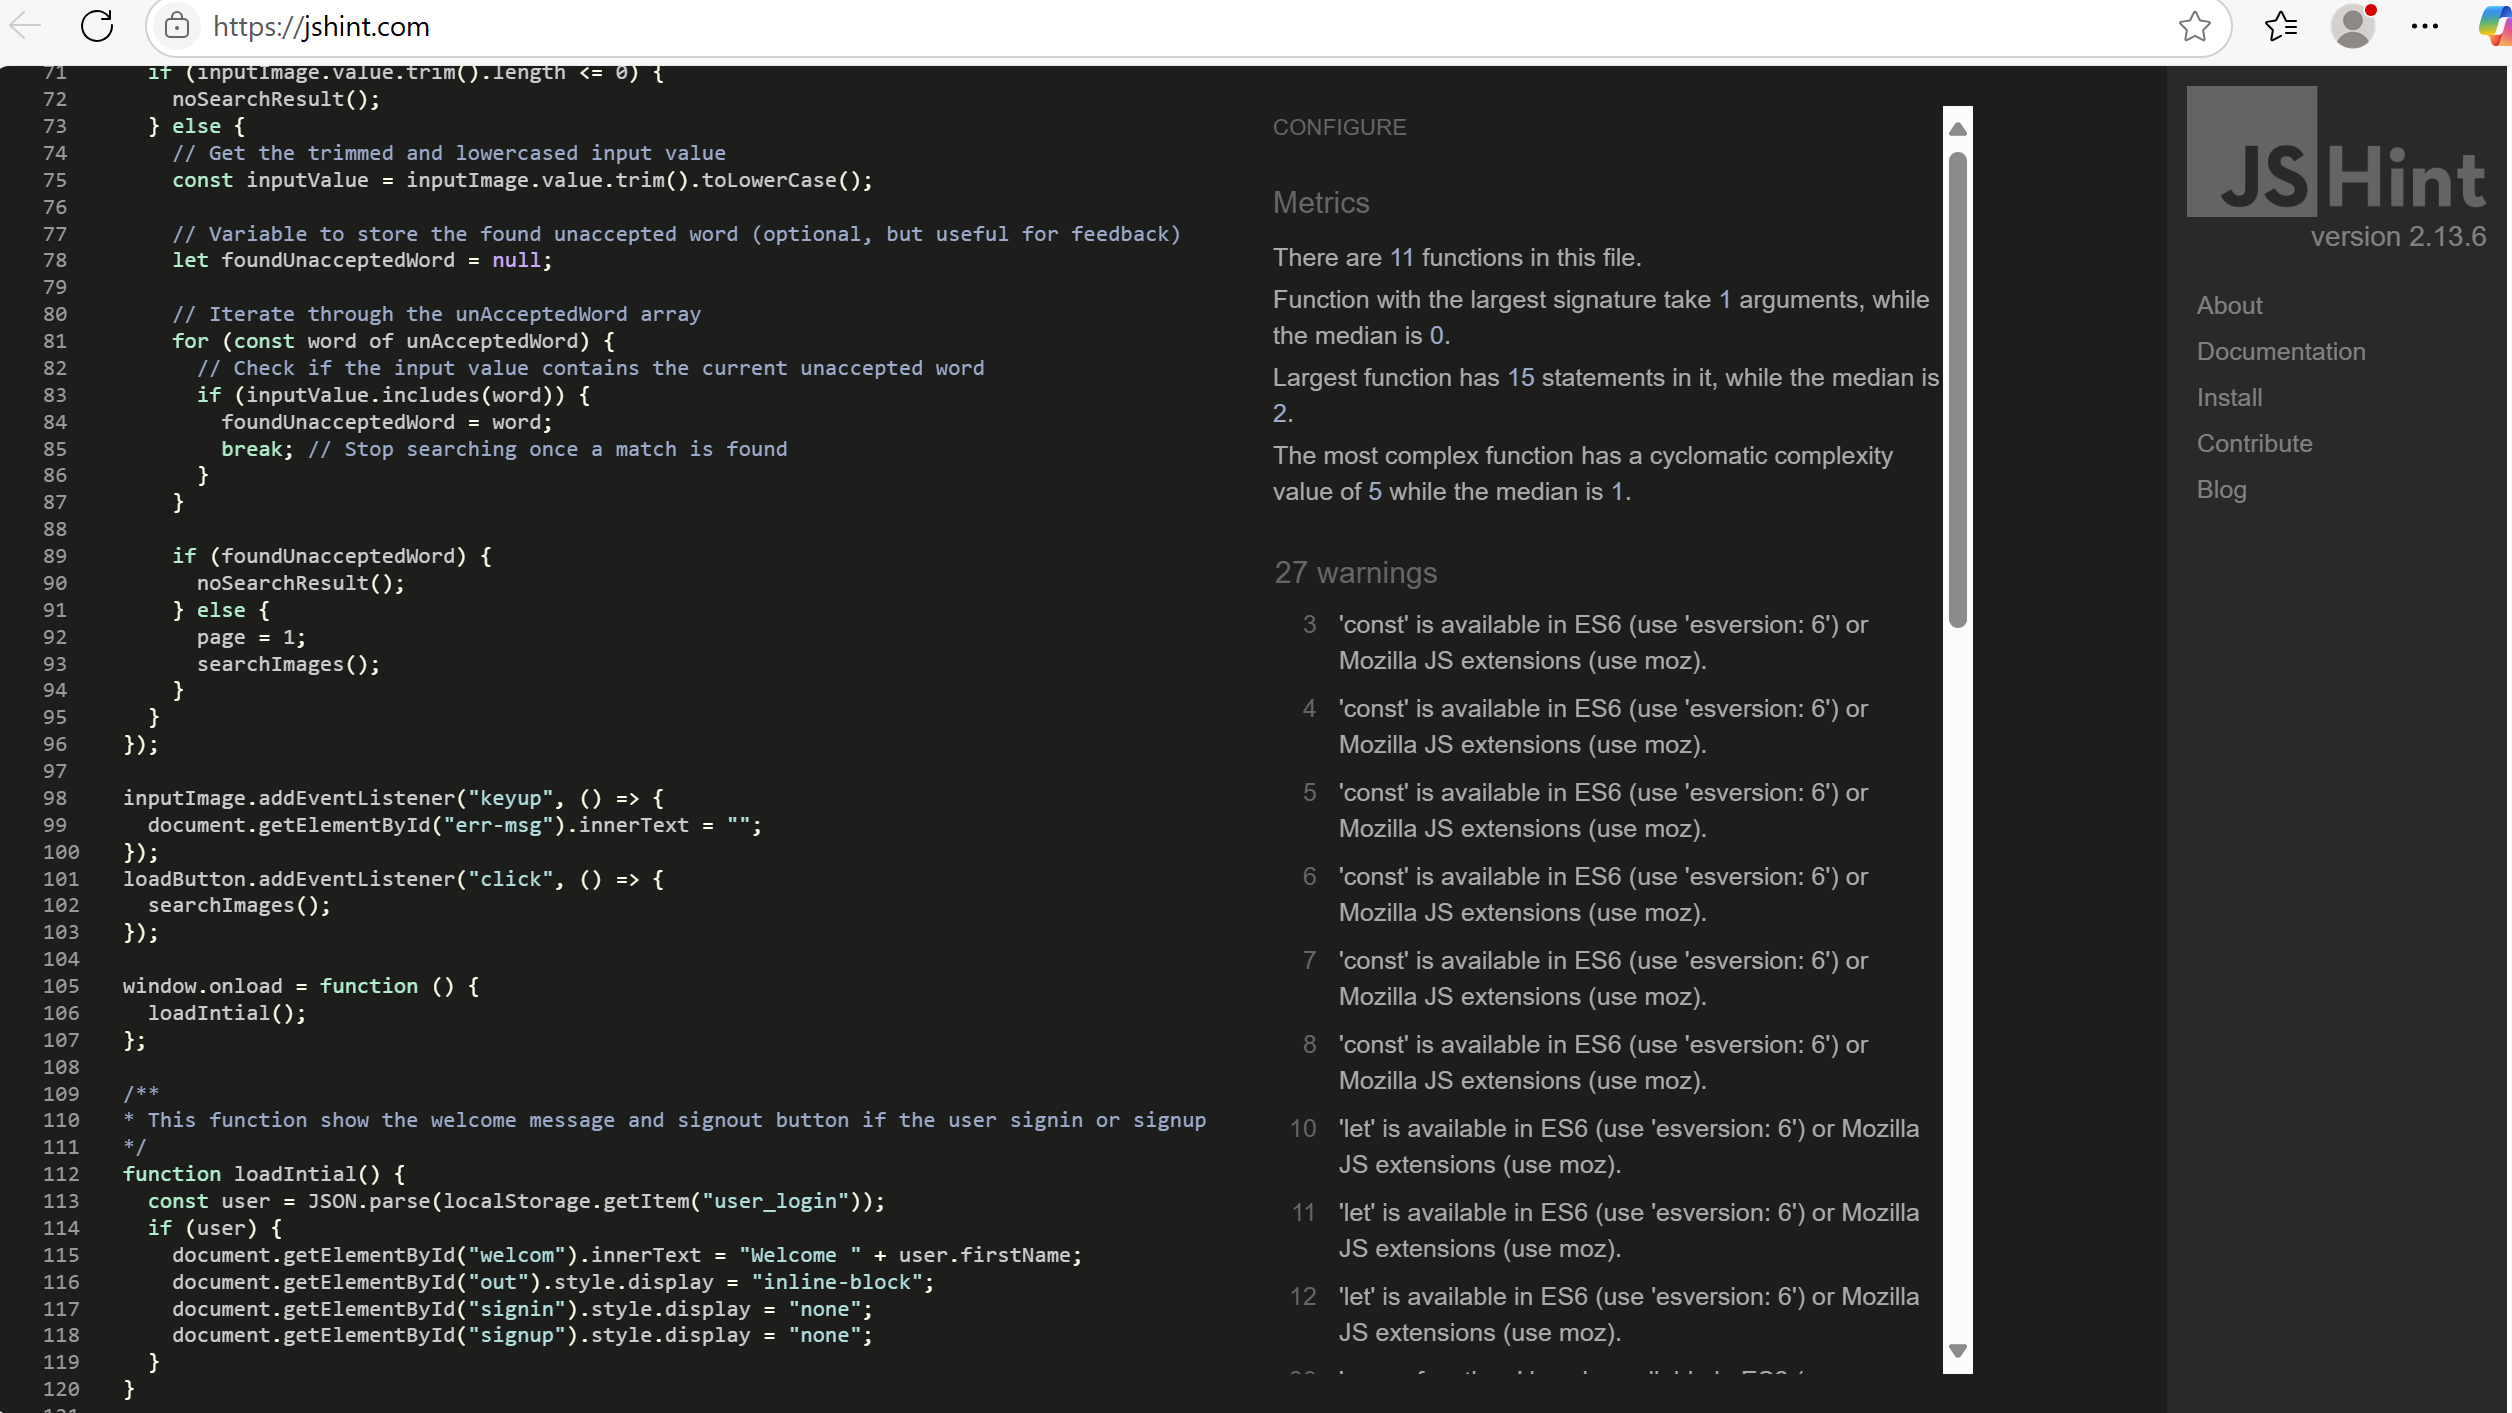 https://jshint.com
71 if (inputImage.value.trim().length <= 0) {
72 noSearchResult();
73 } else {
74 // Get the trimmed and lowercased input value
75 const inputValue = inputImage.value.trim().toLowerCase();
76
77 // Variable to store the found unaccepted word (optional, but useful for feedback)
78 let foundUnacceptedWord = null;
79
80 // Iterate through the unAcceptedWord array
81 for (const word of unAcceptedWord) {
82 // Check if the input value contains the current unaccepted word
83 if (inputValue.includes(word)) {
84 foundUnacceptedWord = word;
85 break; // Stop searching once a match is found
86 }
87 }
88
89 if (foundUnacceptedWord) {
90 noSearchResult();
91 } else {
92 page = 1;
93 searchImages();
94 }
95 }
96 });
97
98 inputImage.addEventListener("keyup", () => {
99 document.getElementById("err-msg").innerText = "";
100 });
101 loadButton.addEventListener("click", () => {
102 searchImages();
103 });
104
105 window.onload = function () {
106 loadIntial();
107 };
108
109 /**
110 * This function show the welcome message and signout button if the user signin or signup
111 */
112 function loadIntial() {
113 const user = JSON.parse(localStorage.getItem("user_login"));
114 if (user) {
115 document.getElementById("welcom").innerText = "Welcome " + user.firstName;
116 document.getElementById("out").style.display = "inline-block";
117 document.getElementById("signin").style.display = "none";
118 document.getElementById("signup").style.display = "none";
119 }
120 }
CONFIGURE
Metrics
There are 11 functions in this file.
Function with the largest signature take 1 arguments, while
the median is 0.
Largest function has 15 statements in it, while the median is
2.
The most complex function has a cyclomatic complexity
value of 5 while the median is 1.
27 warnings
3 'const' is available in ES6 (use 'esversion: 6') or
Mozilla JS extensions (use moz).
4 'const' is available in ES6 (use 'esversion: 6') or
Mozilla JS extensions (use moz).
5 'const' is available in ES6 (use 'esversion: 6') or
Mozilla JS extensions (use moz).
6 'const' is available in ES6 (use 'esversion: 6') or
Mozilla JS extensions (use moz).
7 'const' is available in ES6 (use 'esversion: 6') or
Mozilla JS extensions (use moz).
8 'const' is available in ES6 (use 'esversion: 6') or
Mozilla JS extensions (use moz).
10 'let' is available in ES6 (use 'esversion: 6') or Mozilla
JS extensions (use moz).
11 'let' is available in ES6 (use 'esversion: 6') or Mozilla
JS extensions (use moz).
12 'let' is available in ES6 (use 'esversion: 6') or Mozilla
JS extensions (use moz).
JSHint
version 2.13.6
About
Documentation
Install
Contribute
Blog